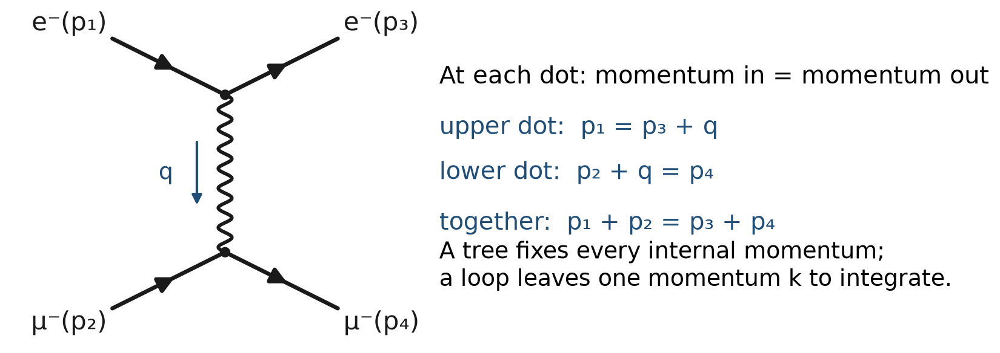 e⁻(p₁)
e⁻(p₃)
At each dot: momentum in = momentum out
upper dot: p₁ = p₃ + q
q
lower dot: p₂ + q = p₄
together: p₁ + p₂ = p₃ + p₄
A tree fixes every internal momentum;
a loop leaves one momentum k to integrate.
μ⁻(p₂)
μ⁻(p₄)